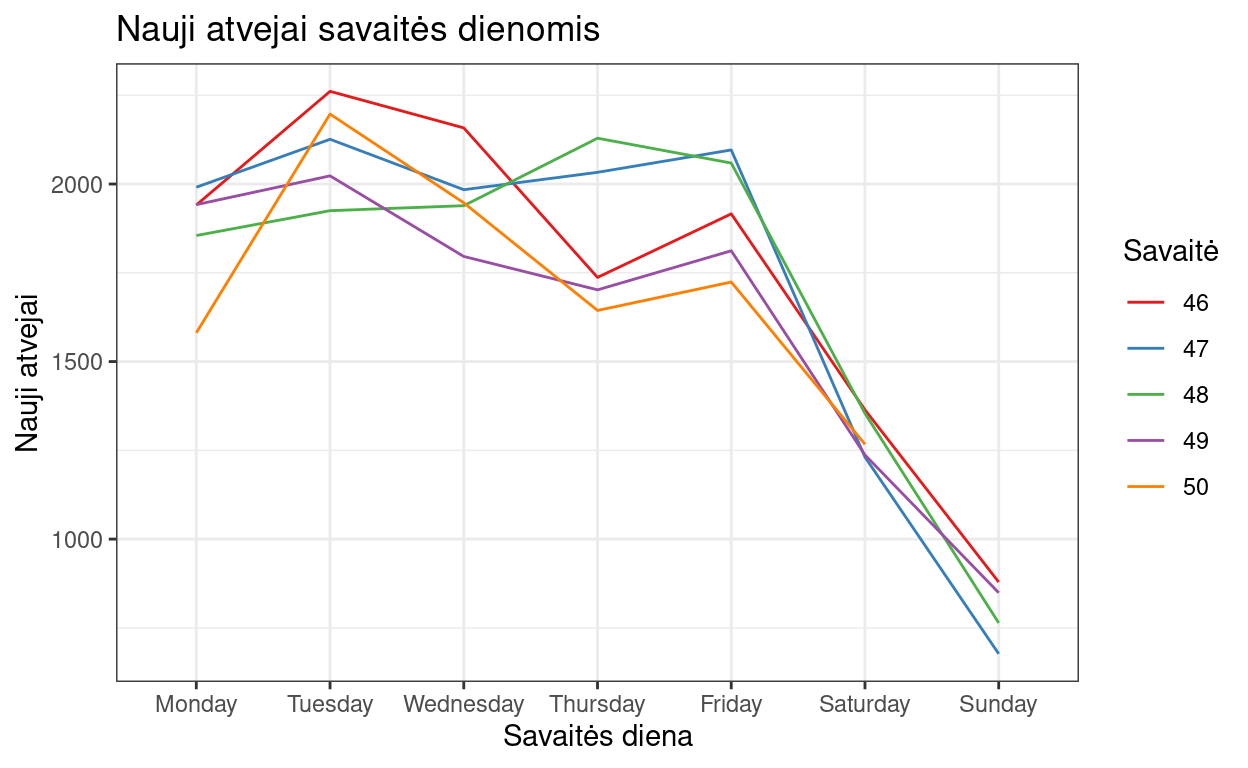 Nauji atvejai savaitės dienomis
Nauji atvejai
2000
1500
1000
Monday Tuesday Wednesday Thursday Friday Saturday Sunday
Savaitės diena
Savaitė
46
47
48
49
50